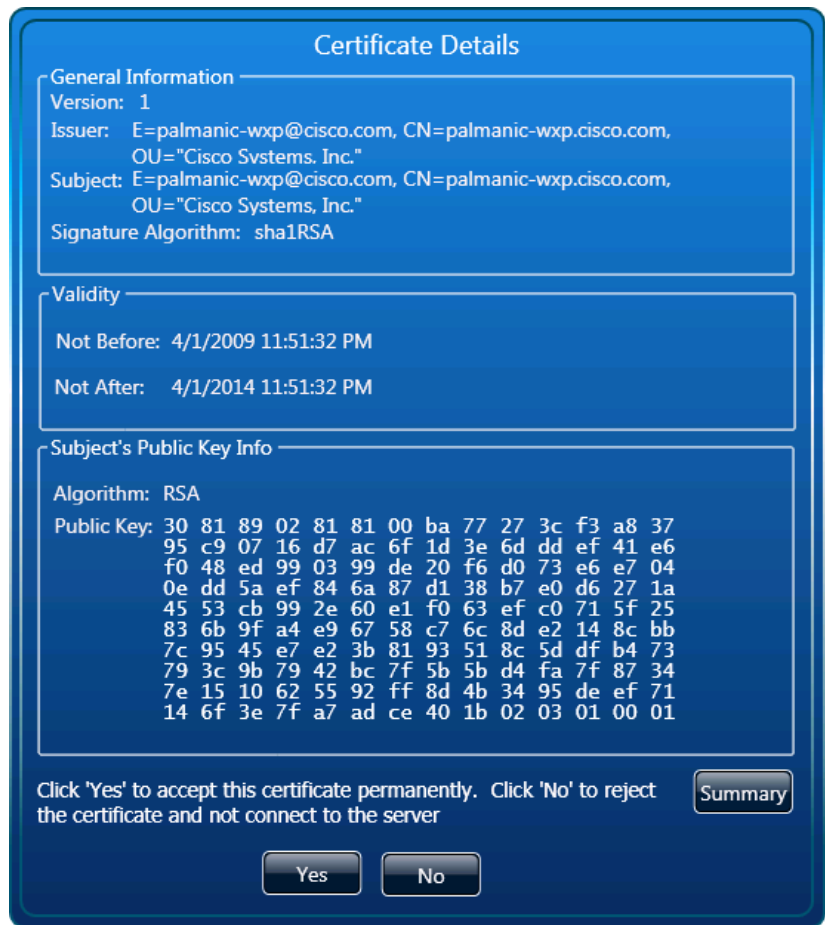 Certificate Details
General Information
Version: 1
Issuer: E=palmanic-wxp@cisco.com, CN=palmanic-wxp.cisco.com,
OU="Cisco Svstems. Inc."
Subject: E=palmanic-wxp@cisco.com, CN=palmanic-wxp.cisco.com,
OU="Cisco Systems, Inc."
Signature Algorithm: sha1RSA
Validity
Not Before: 4/1/2009 11:51:32 PM
Not After: 4/1/2014 11:51:32 PM
Subject's Public Key Info
Algorithm: RSA
Public Key: 30 81 89 02 81 81 00 ba 77 27 3c f3 a8 37
95 c9 07 16 d7 ac 6f 1d 3e 6d dd ef 41 e6
f0 48 ed 99 03 99 de 20 f6 d0 73 e6 e7 04
0e dd 5a ef 84 6a 87 d1 38 b7 e0 d6 27 1a
45 53 cb 99 2e 60 e1 f0 63 ef c0 71 5f 25
83 6b 9f a4 e9 67 58 c7 6c 8d e2 14 8c bb
7c 95 45 e7 e2 3b 81 93 51 8c 5d df b4 73
79 3c 9b 79 42 bc 7f 5b 5b d4 fa 7f 87 34
7e 15 10 62 55 92 ff 8d 4b 34 95 de ef 71
14 6f 3e 7f a7 ad ce 40 1b 02 03 01 00 01
Click 'Yes' to accept this certificate permanently. Click 'No' to reject
the certificate and not connect to the server
Summary
Yes No